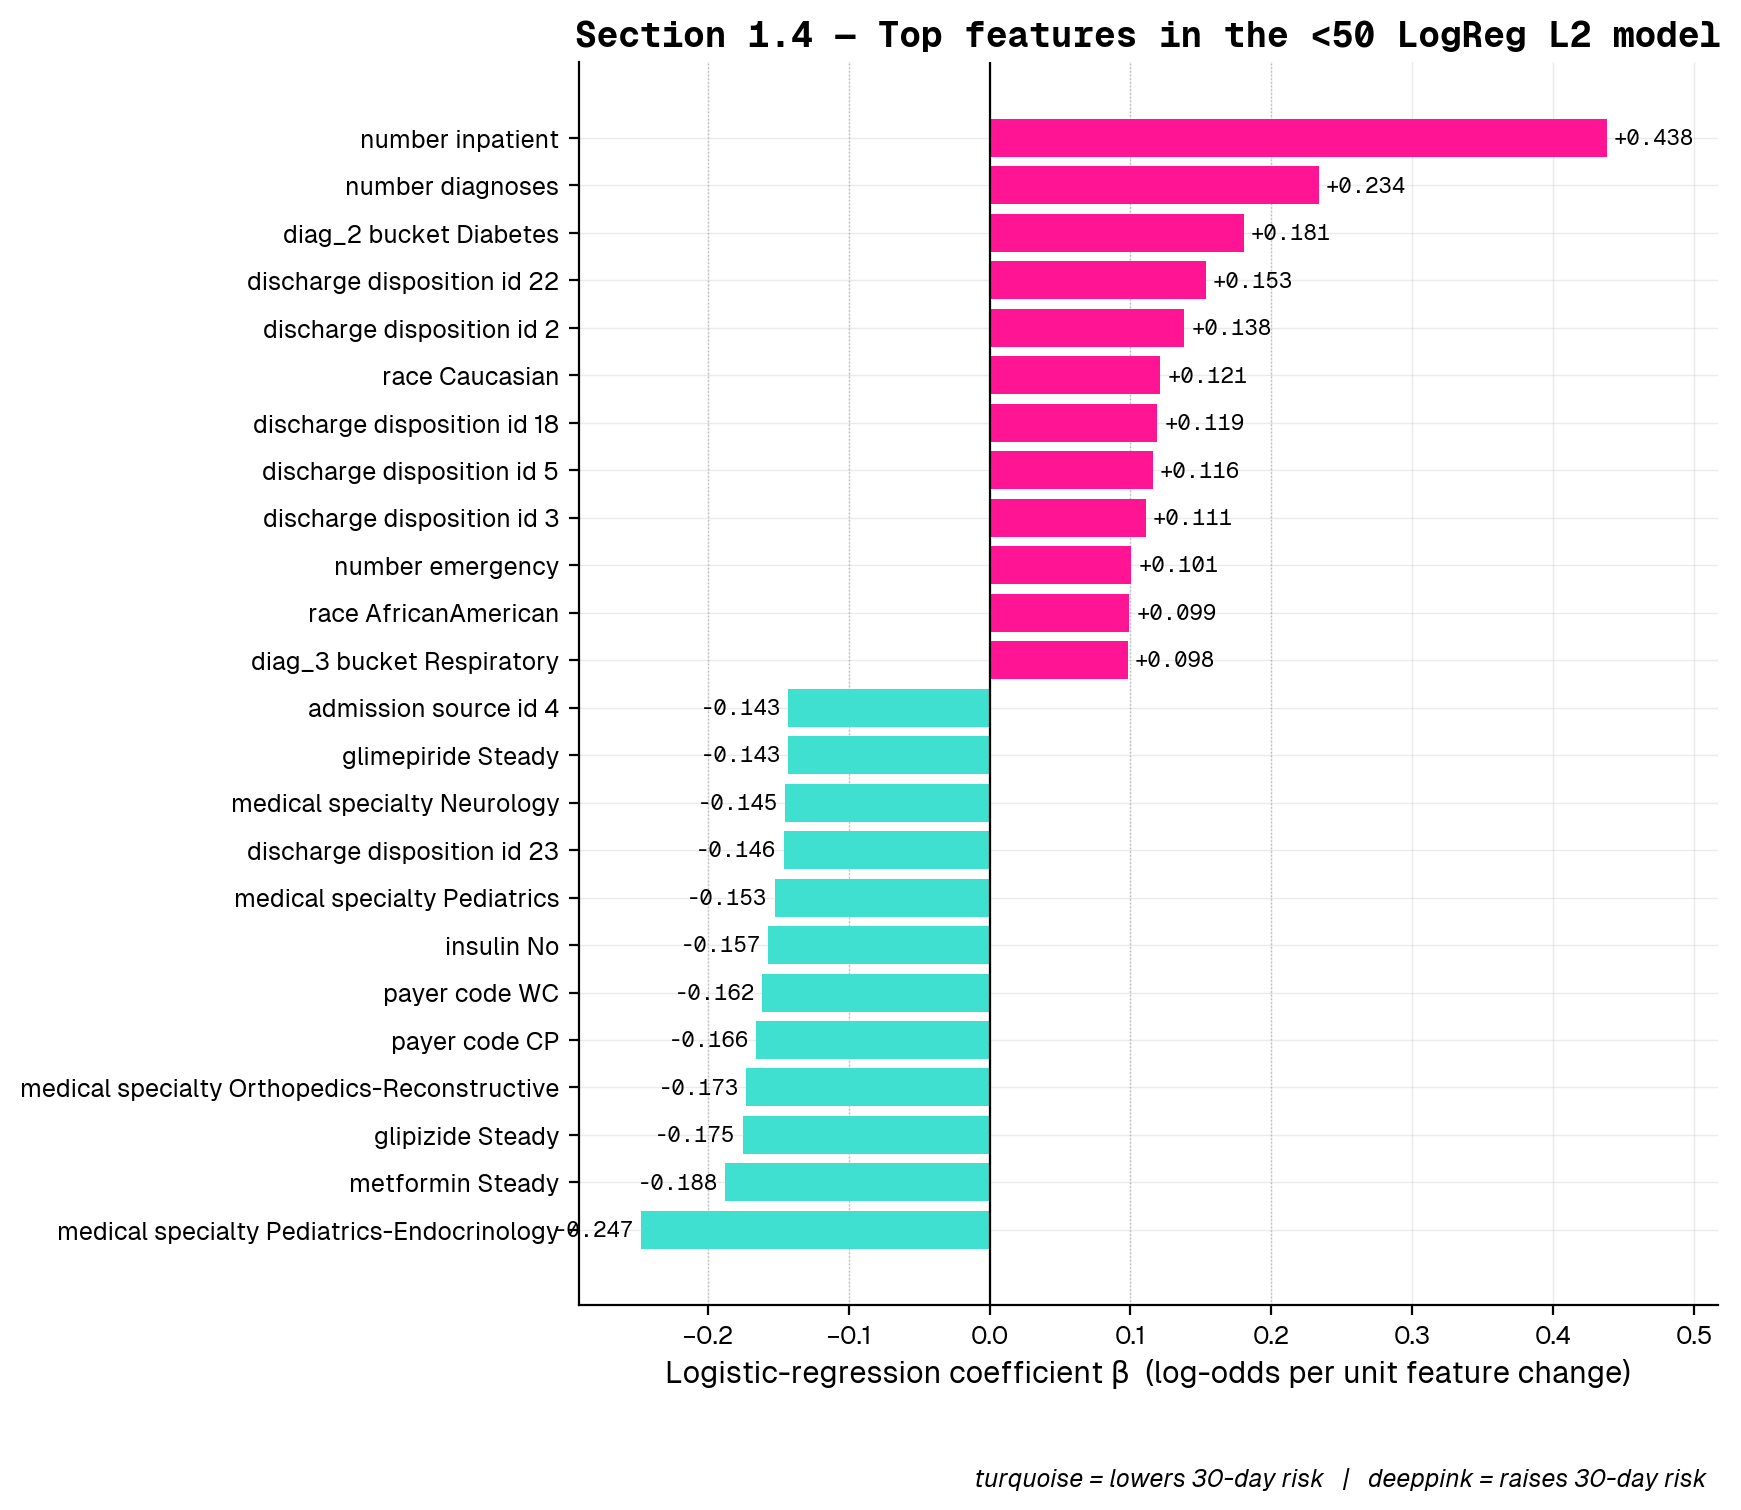 Section 1.4 — Top features in the <50 LogReg L2 model
number inpatient +0.438
number diagnoses +0.234
diag_2 bucket Diabetes +0.181
discharge disposition id 22 +0.153
discharge disposition id 2 +0.138
race Caucasian +0.121
discharge disposition id 18 +0.119
discharge disposition id 5 +0.116
discharge disposition id 3 +0.111
number emergency +0.101
race AfricanAmerican +0.099
diag_3 bucket Respiratory +0.098
admission source id 4 -0.143
glimepiride Steady -0.143
medical specialty Neurology -0.145
discharge disposition id 23 -0.146
medical specialty Pediatrics -0.153
insulin No -0.157
payer code WC -0.162
payer code CP -0.166
medical specialty Orthopedics-Reconstructive -0.173
glipizide Steady -0.175
metformin Steady -0.188
medical specialty Pediatrics-Endocrinology -0.247
−0.2 −0.1 0.0 0.1 0.2 0.3 0.4 0.5
Logistic-regression coefficient β (log-odds per unit feature change)
turquoise = lowers 30-day risk | deeppink = raises 30-day risk